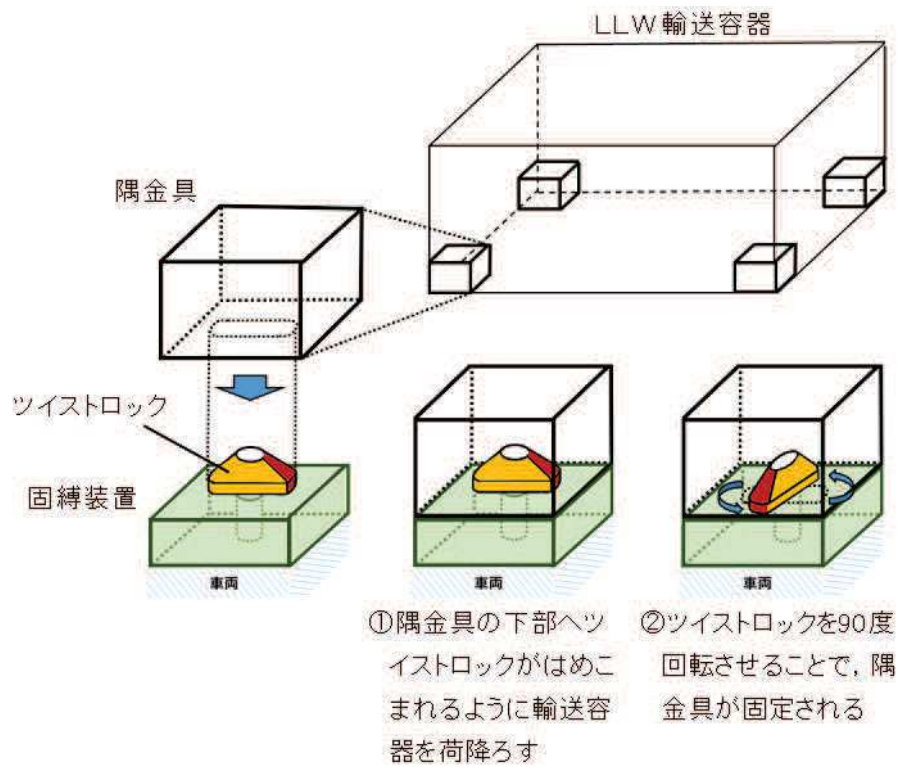 LLW輸送容器
隅金具
ツイストロック
固縛装置
車両
車両
車両
①隅金具の下部へツ
イストロックがはめこ
まれるように輸送容
器を荷降ろす
②ツイストロックを90度
回転させることで，隅
金具が固定される